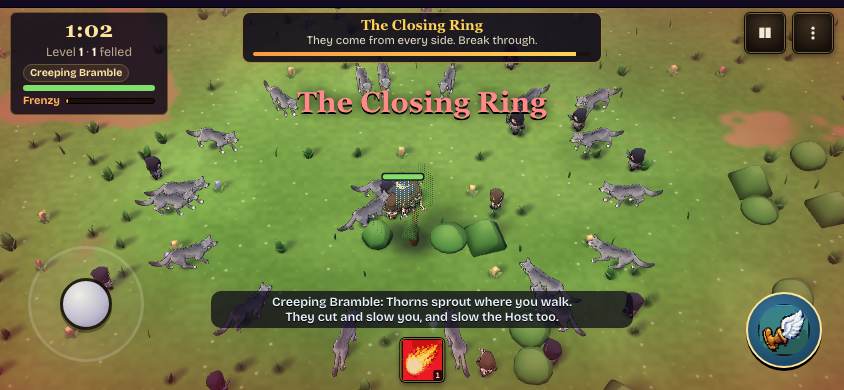 1:02
Level 1 · 1 felled
Creeping Bramble
Frenzy
The Closing Ring
They come from every side. Break through.
The Closing Ring
Creeping Bramble: Thorns sprout where you walk.
They cut and slow you, and slow the Host too.
1